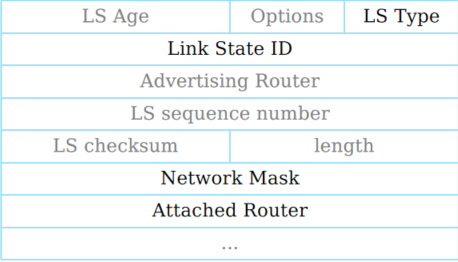 LS Age Options LS Type
Link State ID
Advertising Router
LS sequence number
LS checksum length
Network Mask
Attached Router
...